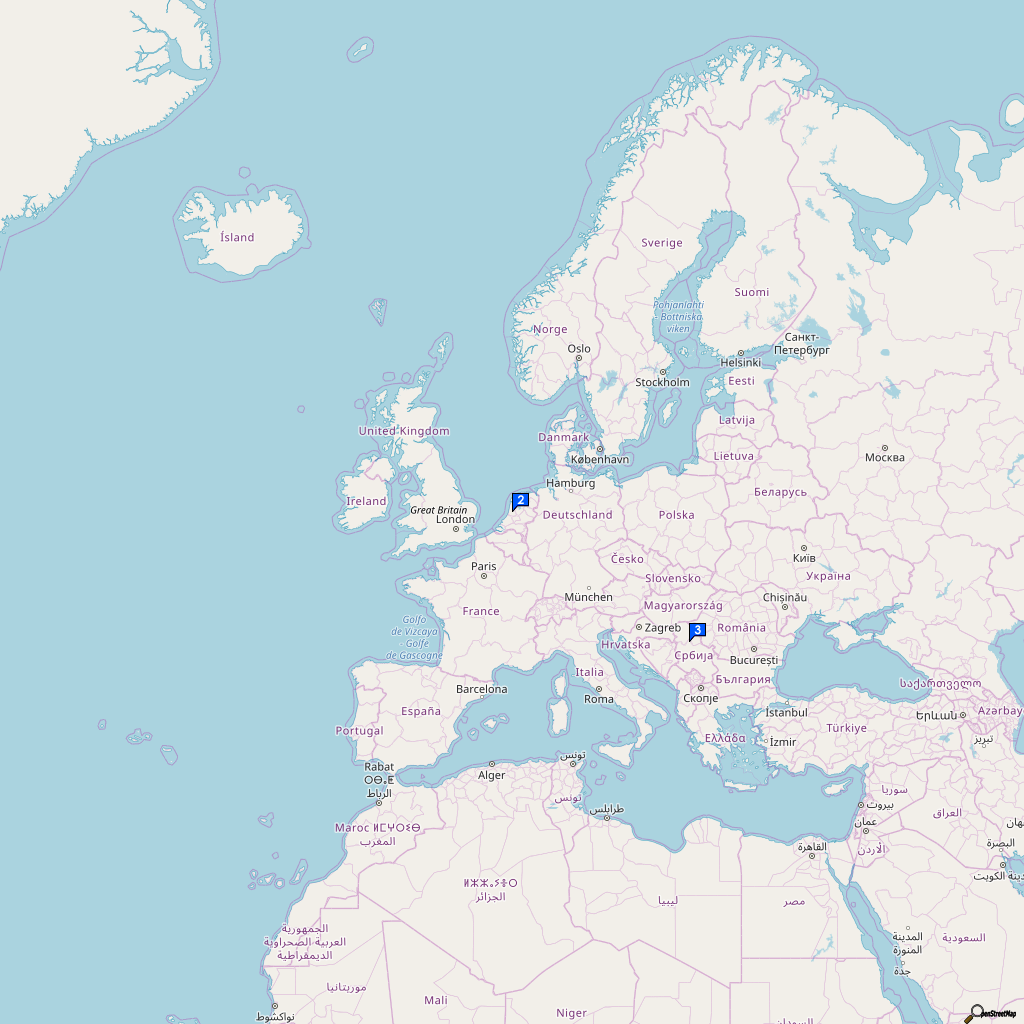 Ísland
Sverige
Suomi
Pohjanlahti
- Bottniska
viken
Norge
Oslo
Санкт-
Петербург
Helsinki
Stockholm
Eesti
Latvija
United Kingdom
Danmark
København
Lietuva
Москва
Hamburg
Беларусь
Ireland
2
Great Britain
London
Deutschland
Polska
Київ
Paris
Česko
Slovensko
Україна
München
Chișinău
France
Magyarország
Golfo
de Vizcaya
- Golfe
de Gascogne
Zagreb
3
România
Hrvatska
Србија
București
Italia
България
Barcelona
Roma
Скопје
საქართველო
España
İstanbul
Երևան
Azərbay
Portugal
Ελλάδα
Türkiye
İzmir
تبریز
Rabat
ⵔⴱⴰⵟ
الرباط
Alger
تونس
تونس
سوريا
طرابلس
بيروت
عمان
العراق
Maroc ⵍⵎⵖⵔⵉⴱ
المغرب
القاهرة
الأردن
البصرة
الجزائر
ليبيا
مصر
الجمهورية
العربية الصحراوية
الديمقراطية
المدينة
المنورة
السعودية
جدة
موريتانيا
Mali
نواكشوط
Niger
السودان
OpenStreetMap